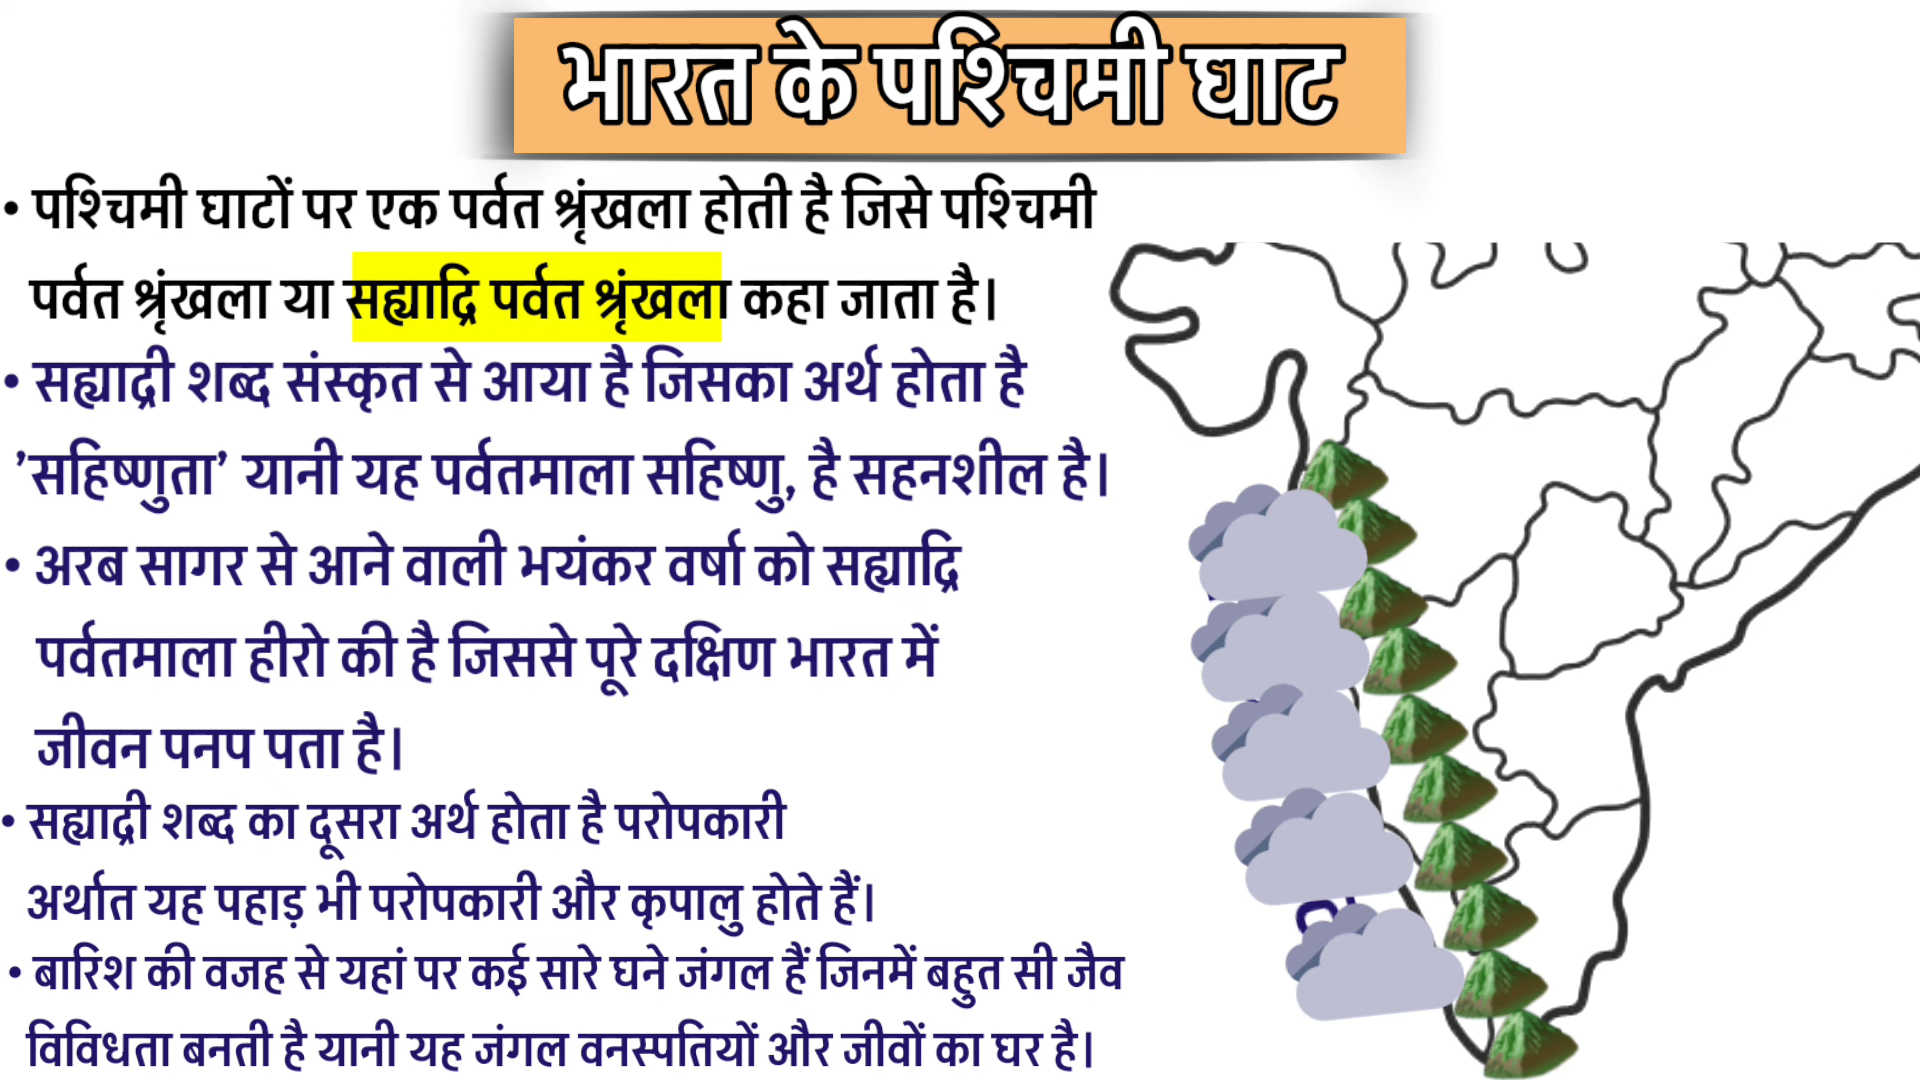 भारत के पश्चिमी घाट
• पश्चिमी घाटों पर एक पर्वत श्रृंखला होती है जिसे पश्चिमी
पर्वत श्रृंखला या सह्याद्रि पर्वत श्रृंखला कहा जाता है।
• सह्याद्री शब्द संस्कृत से आया है जिसका अर्थ होता है
’सहिष्णुता’ यानी यह पर्वतमाला सहिष्णु, है सहनशील है।
• अरब सागर से आने वाली भयंकर वर्षा को सह्याद्रि
पर्वतमाला हीरो की है जिससे पूरे दक्षिण भारत में
जीवन पनप पता है।
• सह्याद्री शब्द का दूसरा अर्थ होता है परोपकारी
अर्थात यह पहाड़ भी परोपकारी और कृपालु होते हैं।
• बारिश की वजह से यहां पर कई सारे घने जंगल हैं जिनमें बहुत सी जैव
विविधता बनती है यानी यह जंगल वनस्पतियों और जीवों का घर है।